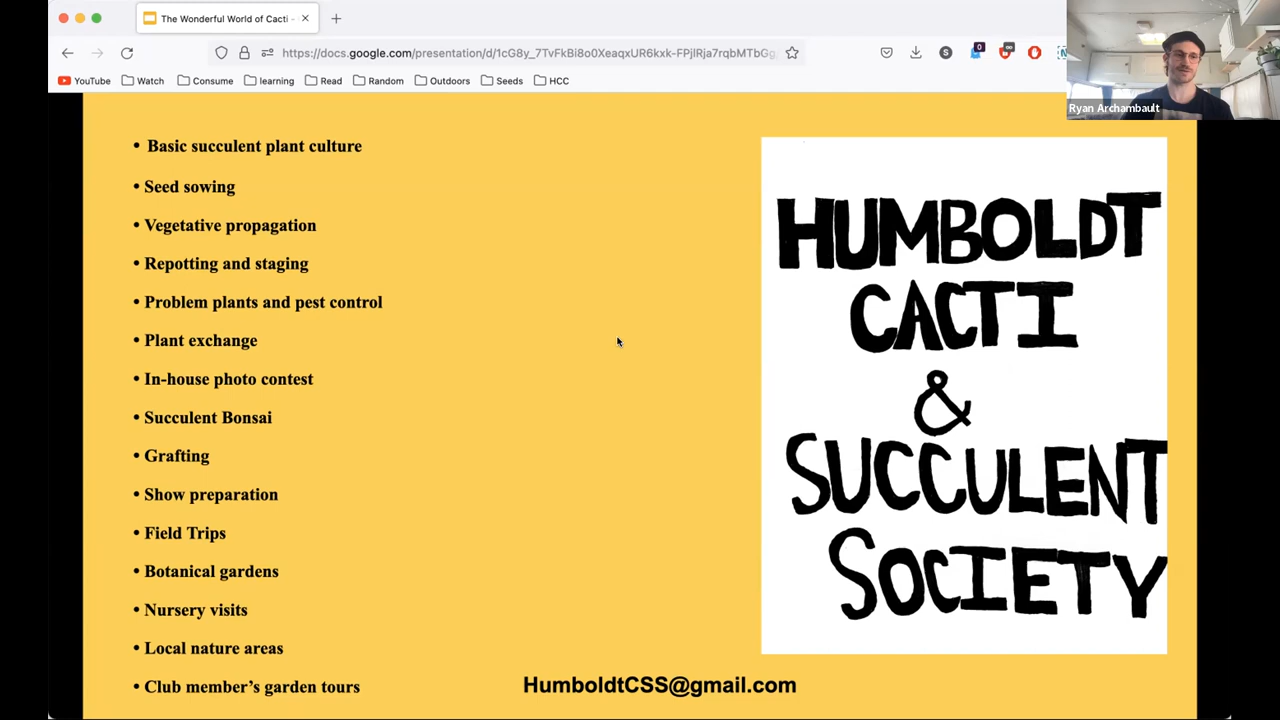 The Wonderful World of Cacti -
https://docs.google.com/presentation/d/1cG8y_7TvFkBi8o0XeaqxUR6kxk-FPjlRja7rqbMTbGg
S
0
YouTube
Watch
Consume
learning
Read
Random
Outdoors
Seeds
HCC
Ryan Archambault
• Basic succulent plant culture
• Seed sowing
• Vegetative propagation
• Repotting and staging
• Problem plants and pest control
• Plant exchange
• In-house photo contest
• Succulent Bonsai
• Grafting
• Show preparation
• Field Trips
• Botanical gardens
• Nursery visits
• Local nature areas
• Club member's garden tours
HUMBOLDT
CACTI
&
SUCCULENT
SOCIETY
HumboldtCSS@gmail.com